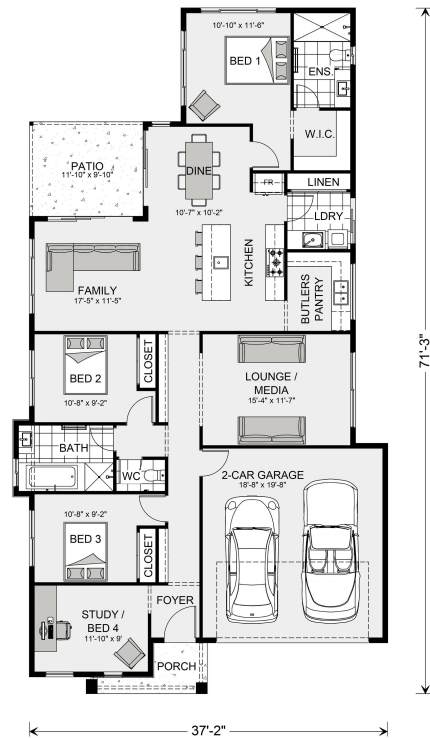 10'-10" x 11'-6"
BED 1
ENS.
W.I.C.
PATIO
11'-10" x 9'-10"
DINE
10'-7" x 10'-2"
FR
LINEN
LDRY
KITCHEN
FAMILY
17'-5" x 11'-5"
BUTLERS
PANTRY
BED 2
10'-8" x 9'-2"
CLOSET
LOUNGE /
MEDIA
15'-4" x 11'-7"
71'-3"
BATH
WC
2-CAR GARAGE
18'-8" x 19'-8"
10'-8" x 9'-2"
BED 3
CLOSET
STUDY /
BED 4
11'-10" x 9'
FOYER
PORCH
37'-2"